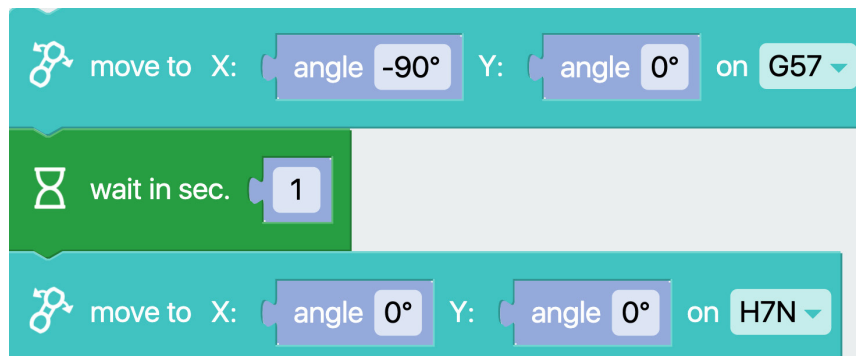 move to X: angle -90° Y: angle 0° on G57
wait in sec. 1
move to X: angle 0° Y: angle 0° on H7N